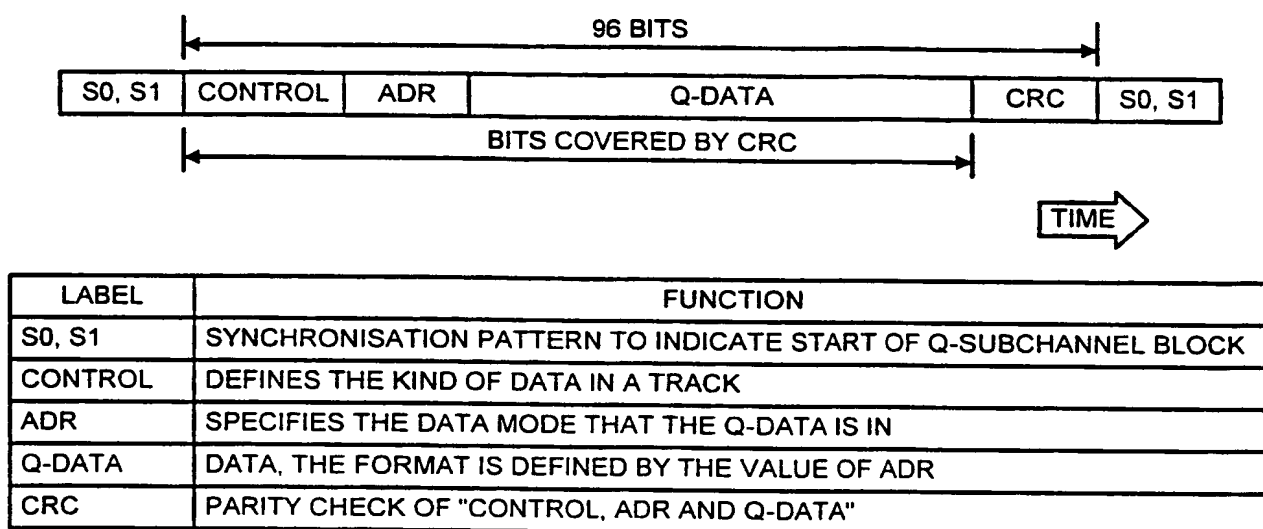 96 BITS
S0, S1 CONTROL ADR Q-DATA CRC S0, S1
BITS COVERED BY CRC
TIME
LABEL FUNCTION
S0, S1 SYNCHRONISATION PATTERN TO INDICATE START OF Q-SUBCHANNEL BLOCK
CONTROL DEFINES THE KIND OF DATA IN A TRACK
ADR SPECIFIES THE DATA MODE THAT THE Q-DATA IS IN
Q-DATA DATA, THE FORMAT IS DEFINED BY THE VALUE OF ADR
CRC PARITY CHECK OF "CONTROL, ADR AND Q-DATA"